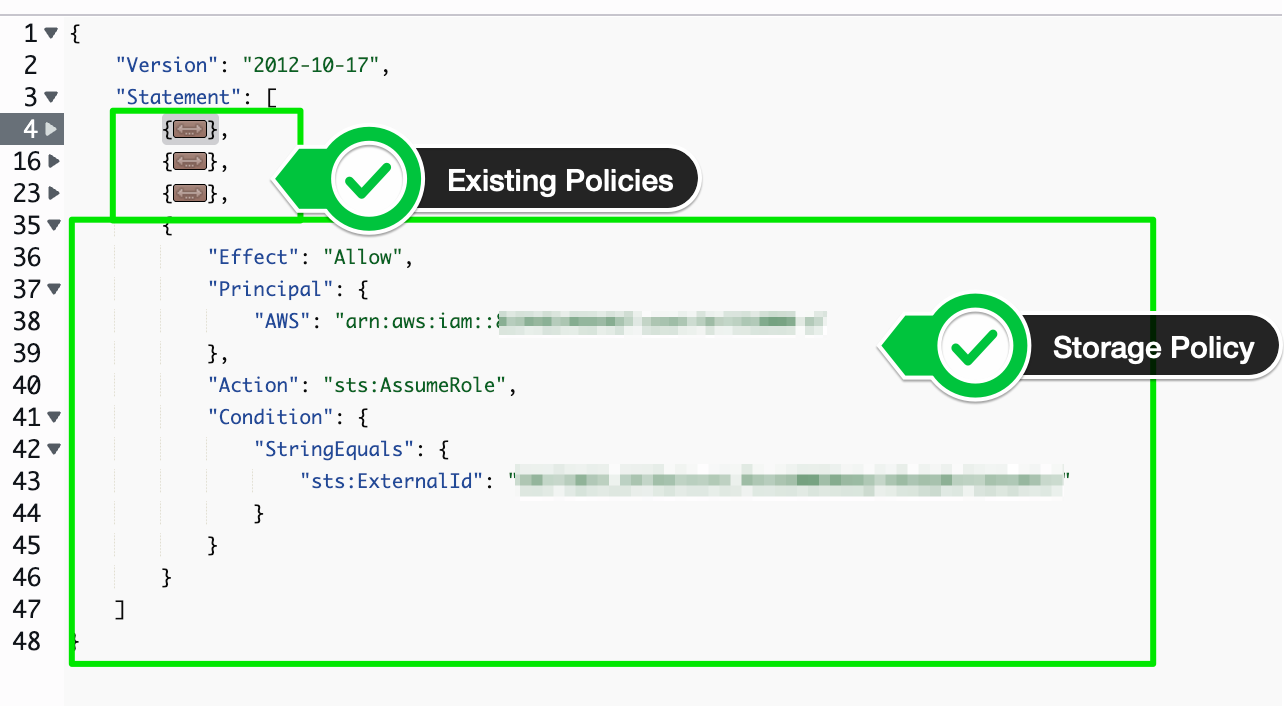 1 {
2 "Version": "2012-10-17",
3 "Statement": [
4 {...},
16 {...},
23 {...},
Existing Policies
35 {
36 "Effect": "Allow",
37 "Principal": {
38 "AWS": "arn:aws:iam::
39 },
Storage Policy
40 "Action": "sts:AssumeRole",
41 "Condition": {
42 "StringEquals": {
43 "sts:ExternalId": " "
44 }
45 }
46 }
47 ]
48 }